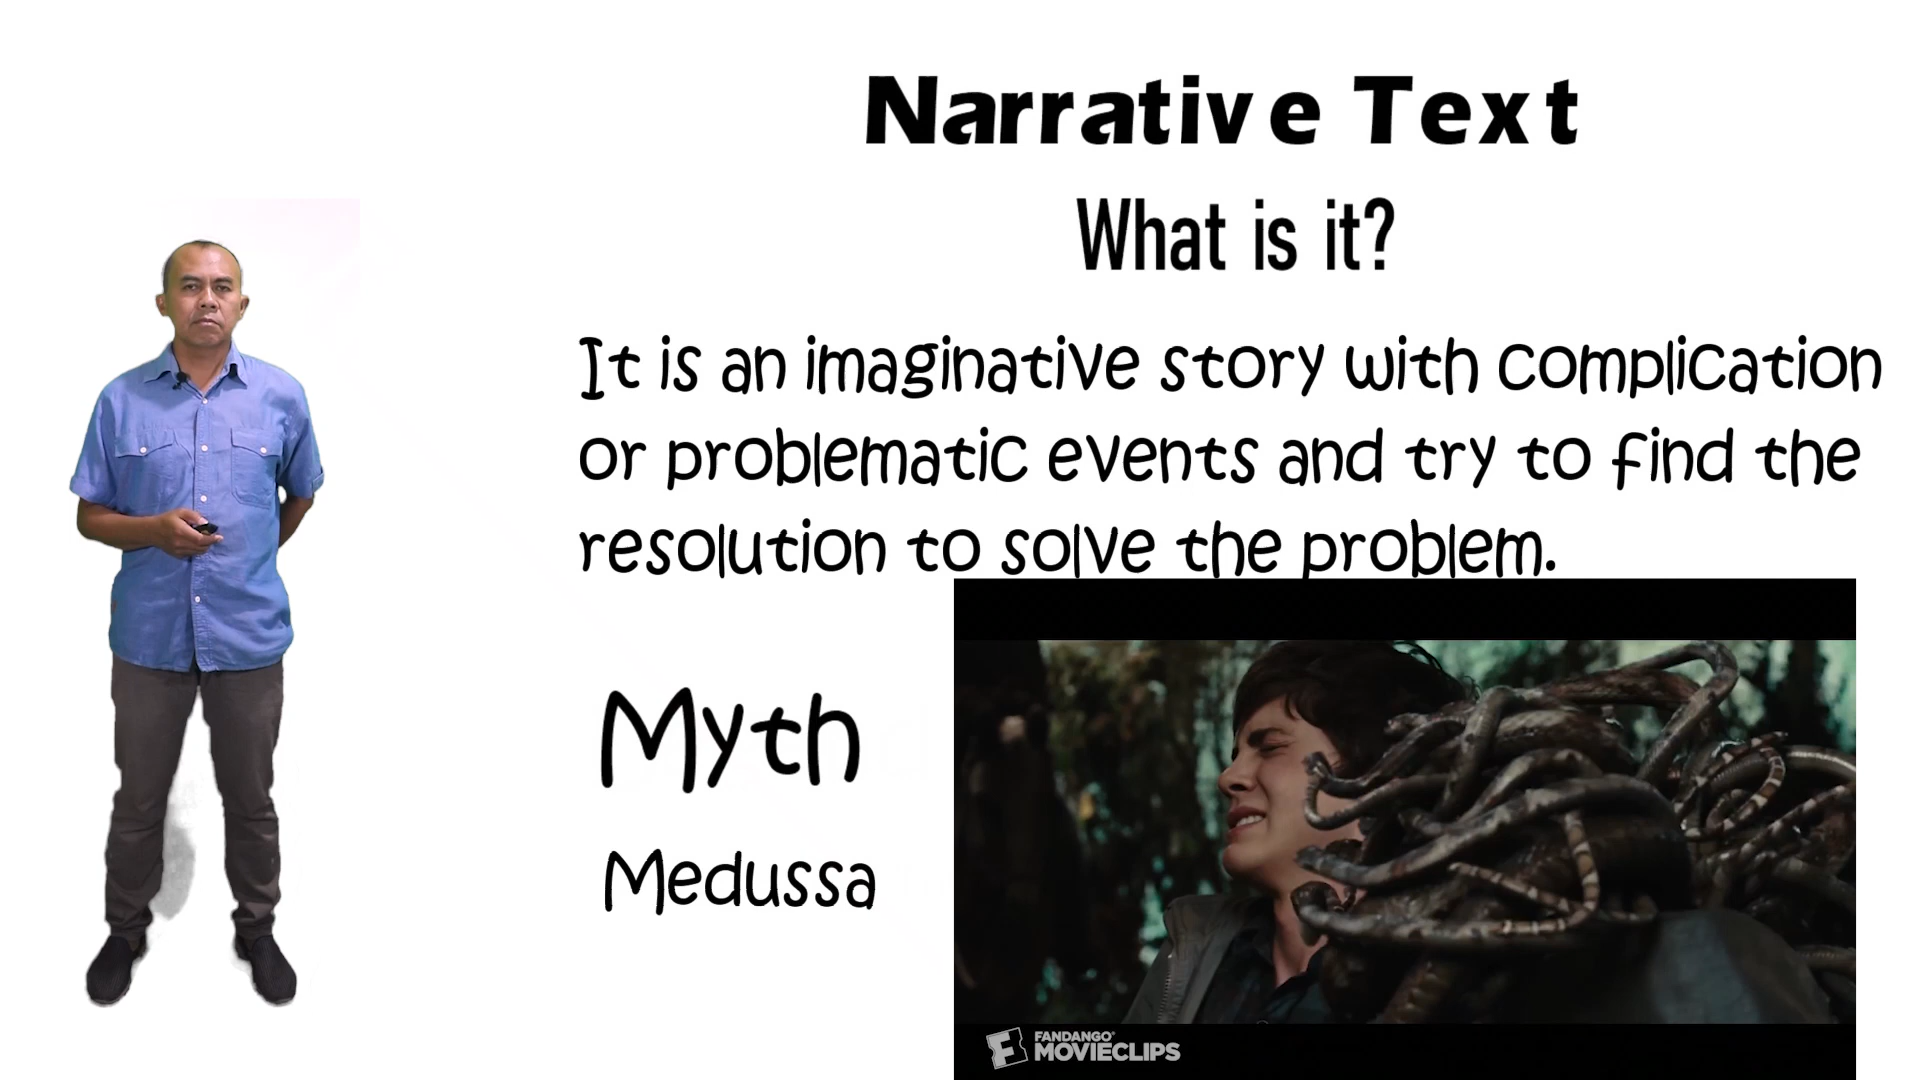 Narrative Text
What is it?
It is an imaginative story with complication
or problematic events and try to find the
resolution to solve the problem.
Myth
Medussa
FANDANGO
MOVIECLIPS